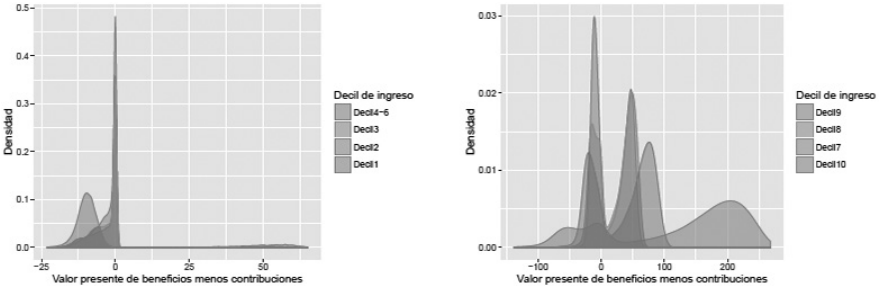 0.5
0.4
0.3
0.2
0.1
0.0
Densidad
−25
0
25
50
Valor presente de beneficios menos contribuciones
Decil de ingreso
Decil4−6
Decil3
Decil2
Decil1
0.03
0.02
0.01
0.00
Densidad
−100
0
100
200
Valor presente de beneficios menos contribuciones
Decil de ingreso
Decil9
Decil8
Decil7
Decil10